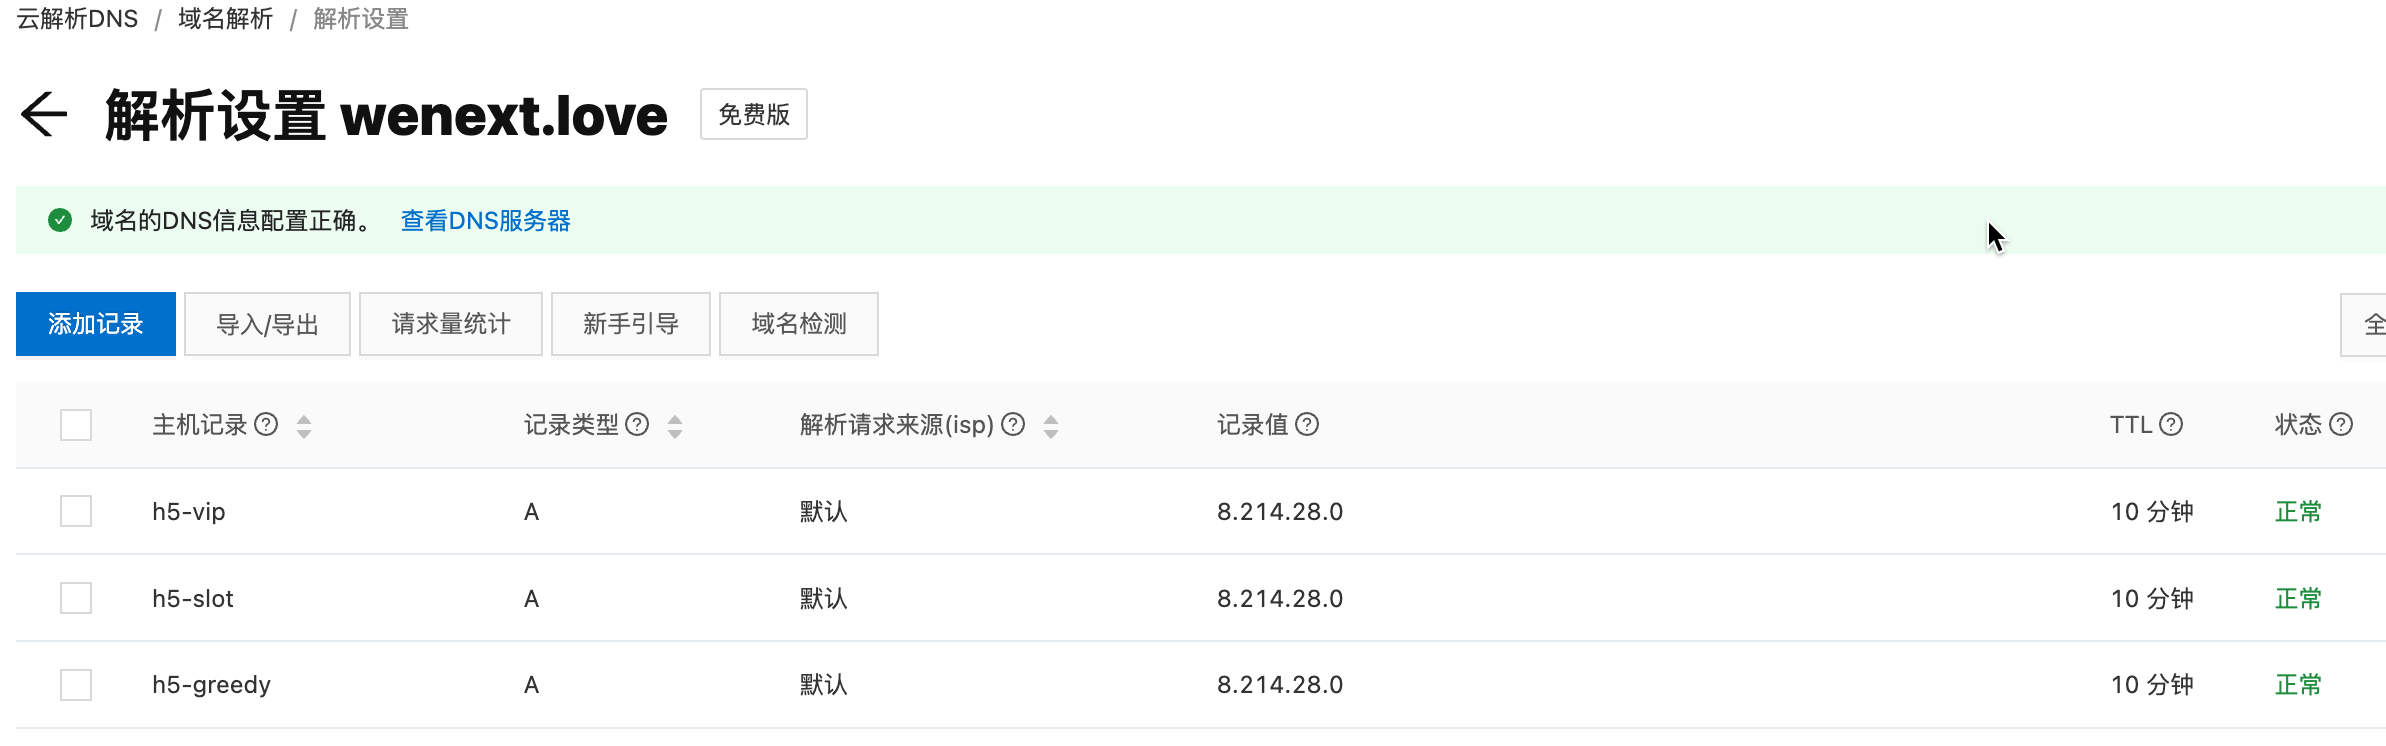 云解析DNS / 域名解析 / 解析设置
解析设置 wenext.love 免费版
域名的DNS信息配置正确。 查看DNS服务器
添加记录 导入/导出 请求量统计 新手引导 域名检测 全
主机记录 记录类型 解析请求来源(isp) 记录值 TTL 状态
h5-vip A 默认 8.214.28.0 10 分钟 正常
h5-slot A 默认 8.214.28.0 10 分钟 正常
h5-greedy A 默认 8.214.28.0 10 分钟 正常